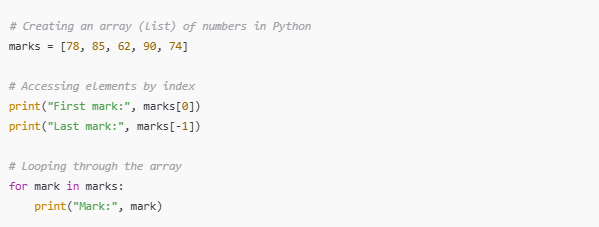 # Creating an array (list) of numbers in Python
marks = [78, 85, 62, 90, 74]
# Accessing elements by index
print("First mark:", marks[0])
print("Last mark:", marks[-1])
# Looping through the array
for mark in marks:
    print("Mark:", mark)